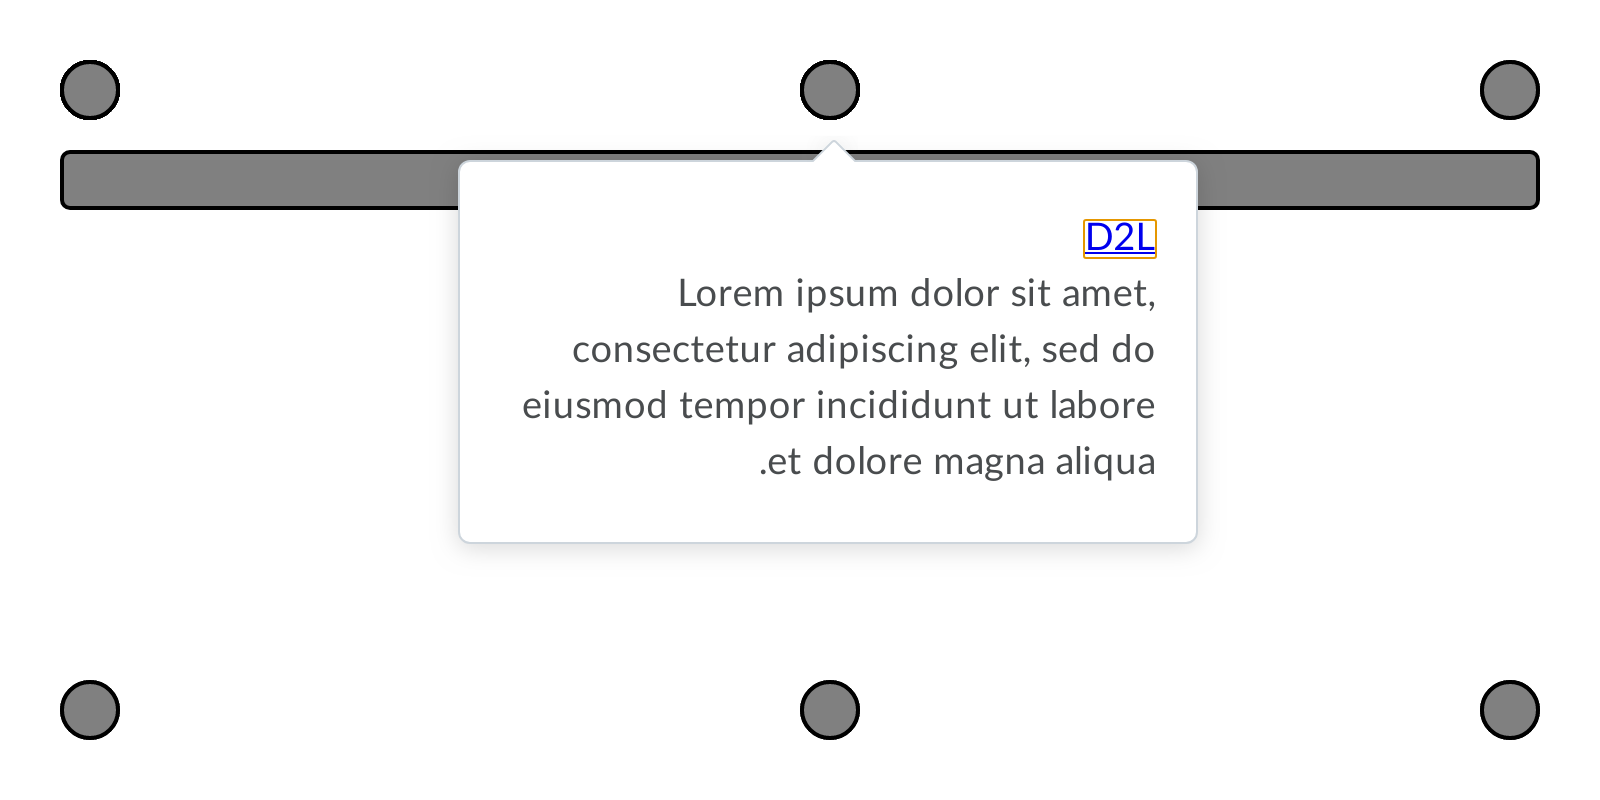 D2L
Lorem ipsum dolor sit amet,
consectetur adipiscing elit, sed do
eiusmod tempor incididunt ut labore
.et dolore magna aliqua